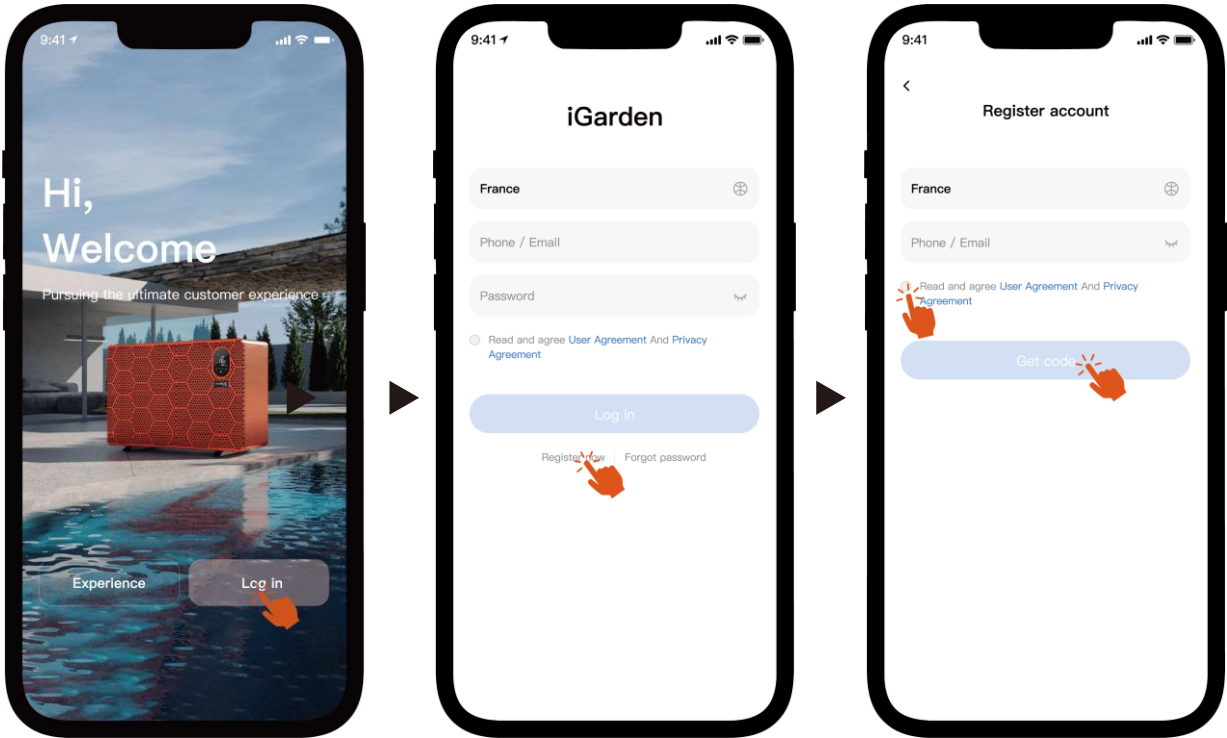 9:41
Hi,
Welcome
Pursuing the ultimate customer experience
Experience
Log in
9:41
iGarden
France
Phone / Email
Password
Read and agree User Agreement And Privacy
Agreement
Log in
Register now
Forgot password
9:41
Register account
France
Phone / Email
Read and agree User Agreement And Privacy
Agreement
Get code